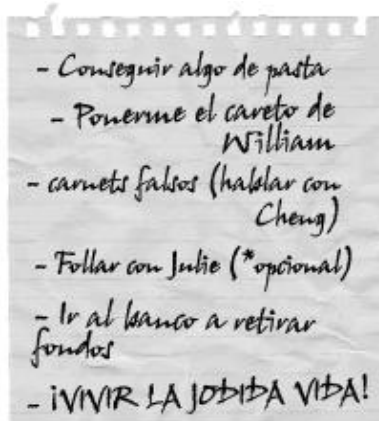 - Conseguir algo de pasta
- Ponerme el careto de
William
- carnets falsos (hablar con
Cheng)
- Follar con Julie (*opcional)
- Ir al banco a retirar
fondos
- ¡VIVIR LA JODIDA VIDA!